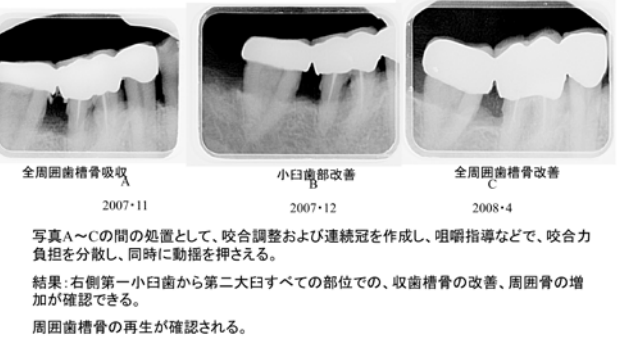 全周囲歯槽骨吸収
A
2007・11
小臼歯部改善
B
2007・12
全周囲歯槽骨改善
C
2008・4
写真A〜Cの間の処置として、咬合調整および連続冠を作成し、咀嚼指導などで、咬合力
負担を分散し、同時に動揺を押さえる。
結果：右側第一小臼歯から第二大臼すべての部位での、収歯槽骨の改善、周囲骨の増
加が確認できる。
周囲歯槽骨の再生が確認される。